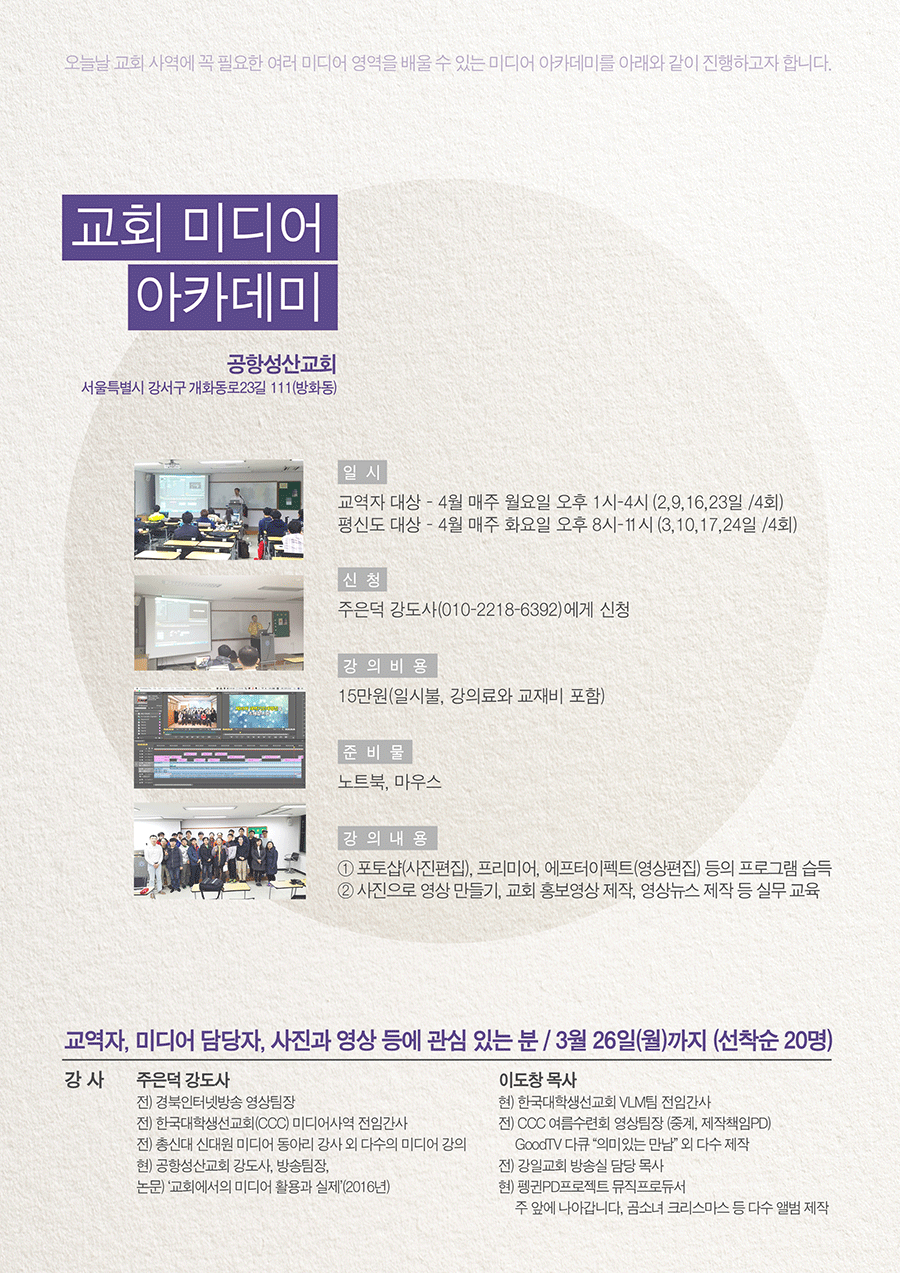 오늘날 교회 사역에 꼭 필요한 여러 미디어 영역을 배울 수 있는 미디어 아카데미를 아래와 같이 진행하고자 합니다.
교회 미디어
아카데미
공항성산교회
서울특별시 강서구 개화동로23길 111(방화동)
일 시
교역자 대상 - 4월 매주 월요일 오후 1시-4시 (2,9,16,23일 /4회)
평신도 대상 - 4월 매주 화요일 오후 8시-11시 (3,10,17,24일 /4회)
신 청
주은덕 강도사(010-2218-6392)에게 신청
강 의 비 용
15만원(일시불, 강의료와 교재비 포함)
준 비 물
노트북, 마우스
강 의 내 용
① 포토샵(사진편집), 프리미어, 에프터이펙트(영상편집) 등의 프로그램 습득
② 사진으로 영상 만들기, 교회 홍보영상 제작, 영상뉴스 제작 등 실무 교육
교역자, 미디어 담당자, 사진과 영상 등에 관심 있는 분 / 3월 26일(월)까지 (선착순 20명)
강 사
주은덕 강도사
전) 경북인터넷방송 영상팀장
전) 한국대학생선교회(CCC) 미디어사역 전임간사
전) 총신대 신대원 미디어 동아리 강사 외 다수의 미디어 강의
현) 공항성산교회 강도사, 방송팀장,
논문) ‘교회에서의 미디어 활용과 실제’(2016년)
이도창 목사
현) 한국대학생선교회 VLM팀 전임간사
전) CCC 여름수련회 영상팀장 (중계, 제작책임PD)
GoodTV 다큐 “의미있는 만남” 외 다수 제작
전) 강일교회 방송실 담당 목사
현) 펭귄PD프로젝트 뮤직프로듀서
주 앞에 나아갑니다, 곰소녀 크리스마스 등 다수 앨범 제작